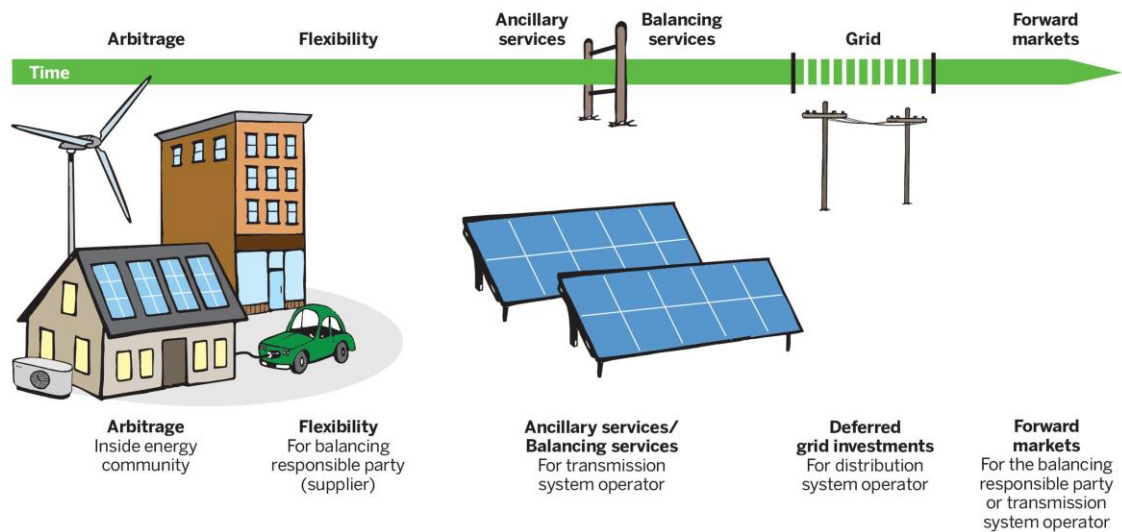 Arbitrage
Flexibility
Ancillary
services
Balancing
services
Grid
Forward
markets
Time
Arbitrage
Inside energy
community
Flexibility
For balancing
responsible party
(supplier)
Ancillary services/
Balancing services
For transmission
system operator
Deferred
grid investments
For distribution
system operator
Forward
markets
For the balancing
responsible party
or transmission
system operator